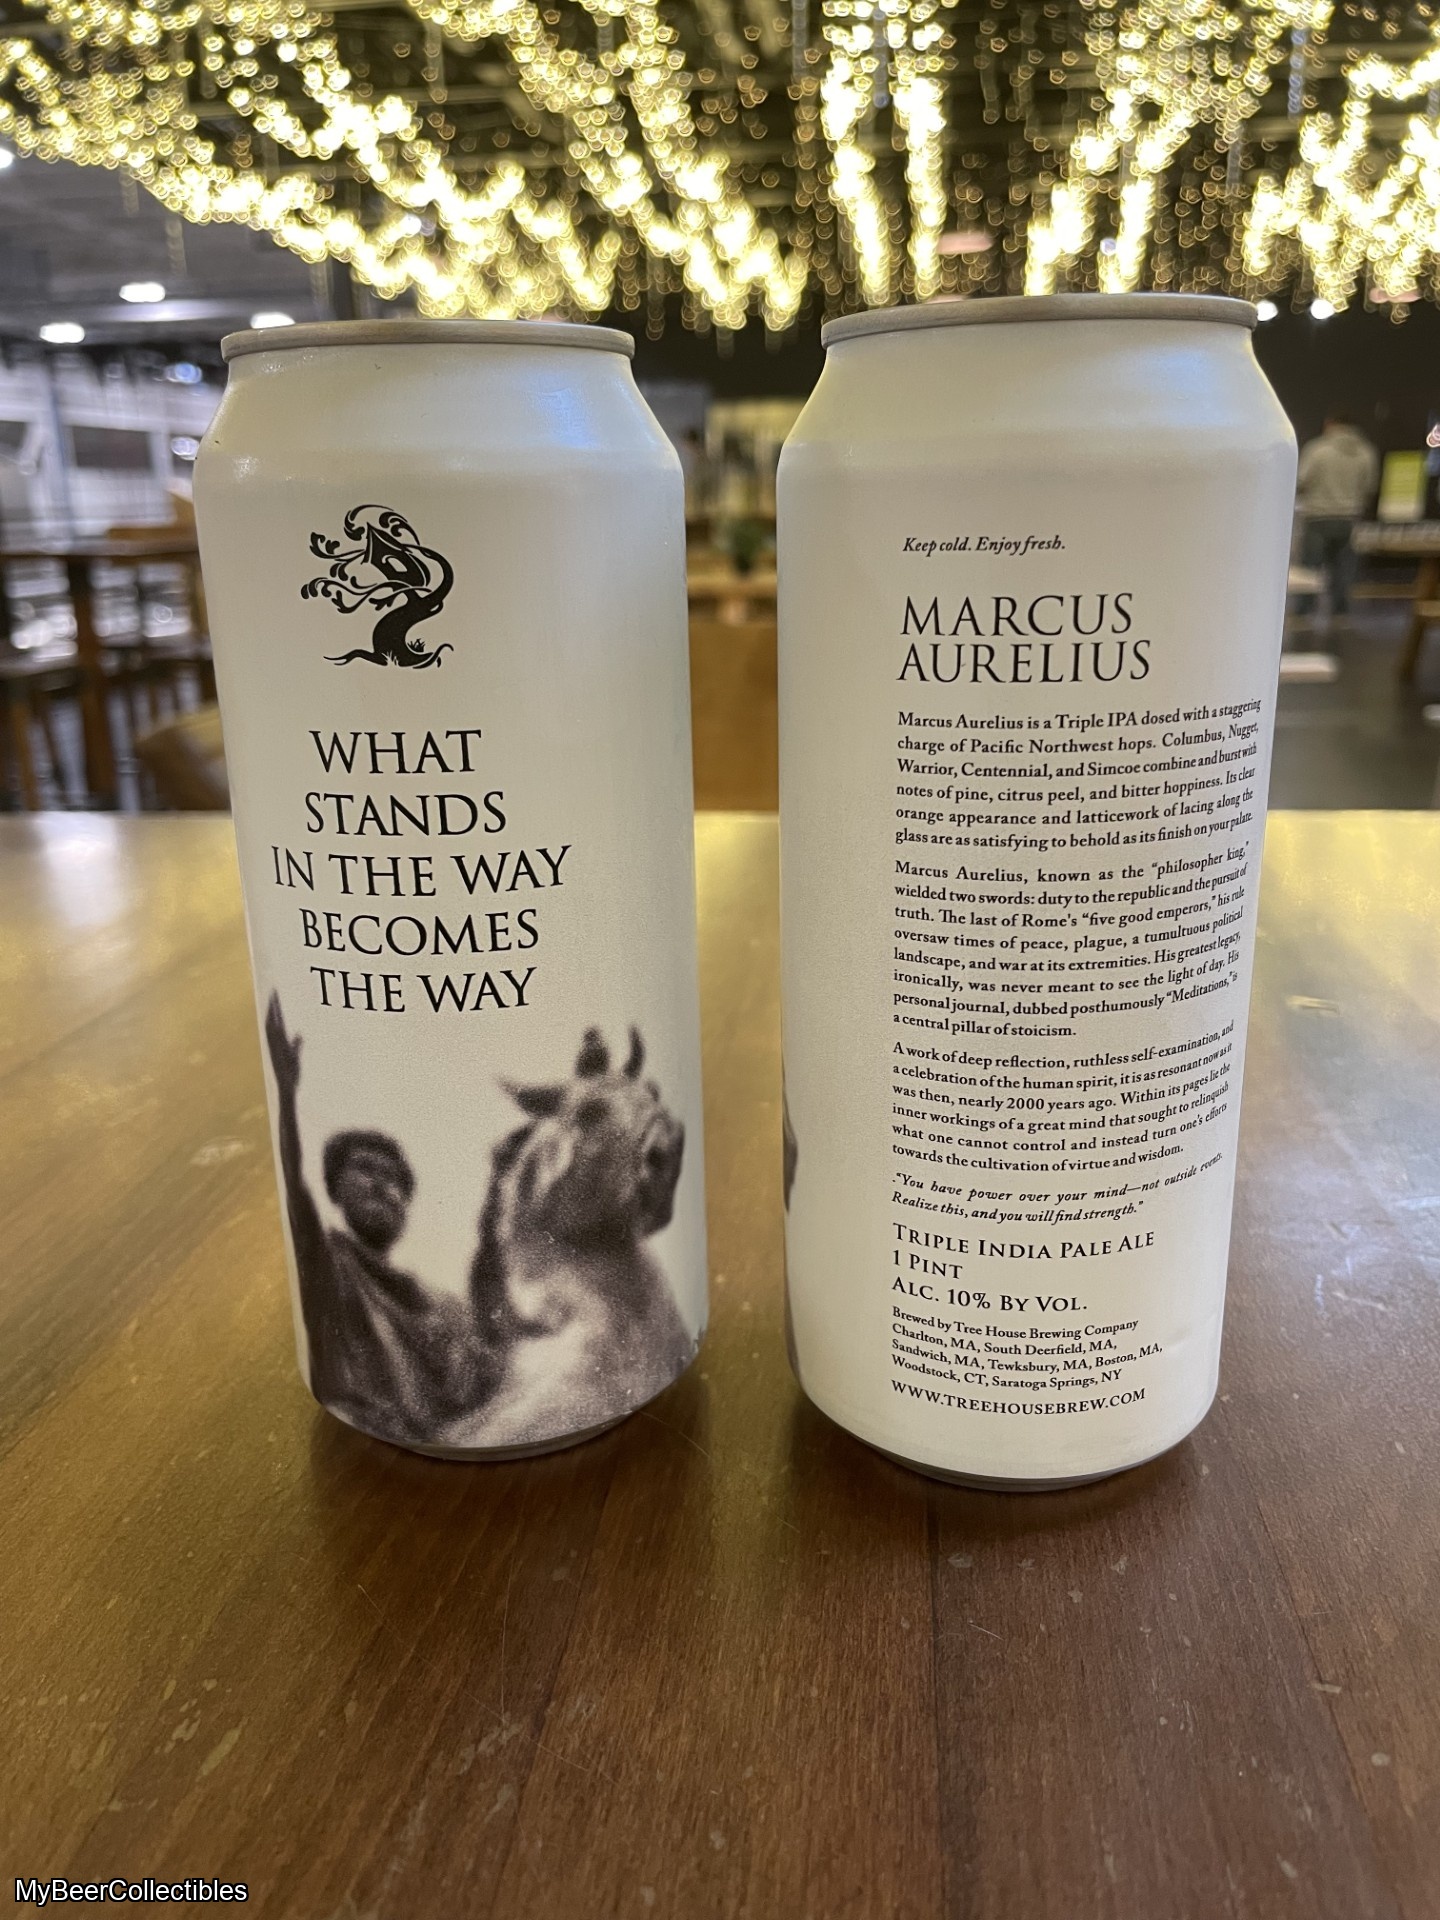 WHAT
STANDS
IN THE WAY
BECOMES
THE WAY
Keep cold. Enjoy fresh.
MARCUS
AURELIUS
Marcus Aurelius is a Triple IPA dosed with a staggering
charge of Pacific Northwest hops. Columbus, Nugget,
Warrior, Centennial, and Simcoe combine and burst with
notes of pine, citrus peel, and bitter hoppiness. Its clear
orange appearance and latticework of lacing along the
glass are as satisfying to behold as its finish on your palate.
Marcus Aurelius, known as the “philosopher king,”
wielded two swords: duty to the republic and the pursuit of
truth. The last of Rome's “five good emperors,” his rule
oversaw times of peace, plague, a tumultuous political
landscape, and war at its extremities. His greatest legacy,
ironically, was never meant to see the light of day. His
personal journal, dubbed posthumously “Meditations,” is
a central pillar of stoicism.
A work of deep reflection, ruthless self-examination, and
a celebration of the human spirit, it is as resonant now as it
was then, nearly 2000 years ago. Within its pages lie the
inner workings of a great mind that sought to relinquish
what one cannot control and instead turn one's efforts
towards the cultivation of virtue and wisdom.
.“You have power over your mind—not outside events.
Realize this, and you will find strength.”
TRIPLE INDIA PALE ALE
1 PINT
ALC. 10% BY VOL.
Brewed by Tree House Brewing Company
Charlton, MA, South Deerfield, MA,
Sandwich, MA, Tewksbury, MA, Boston, MA,
Woodstock, CT, Saratoga Springs, NY
WWW.TREEHOUSEBREW.COM
MyBeerCollectibles